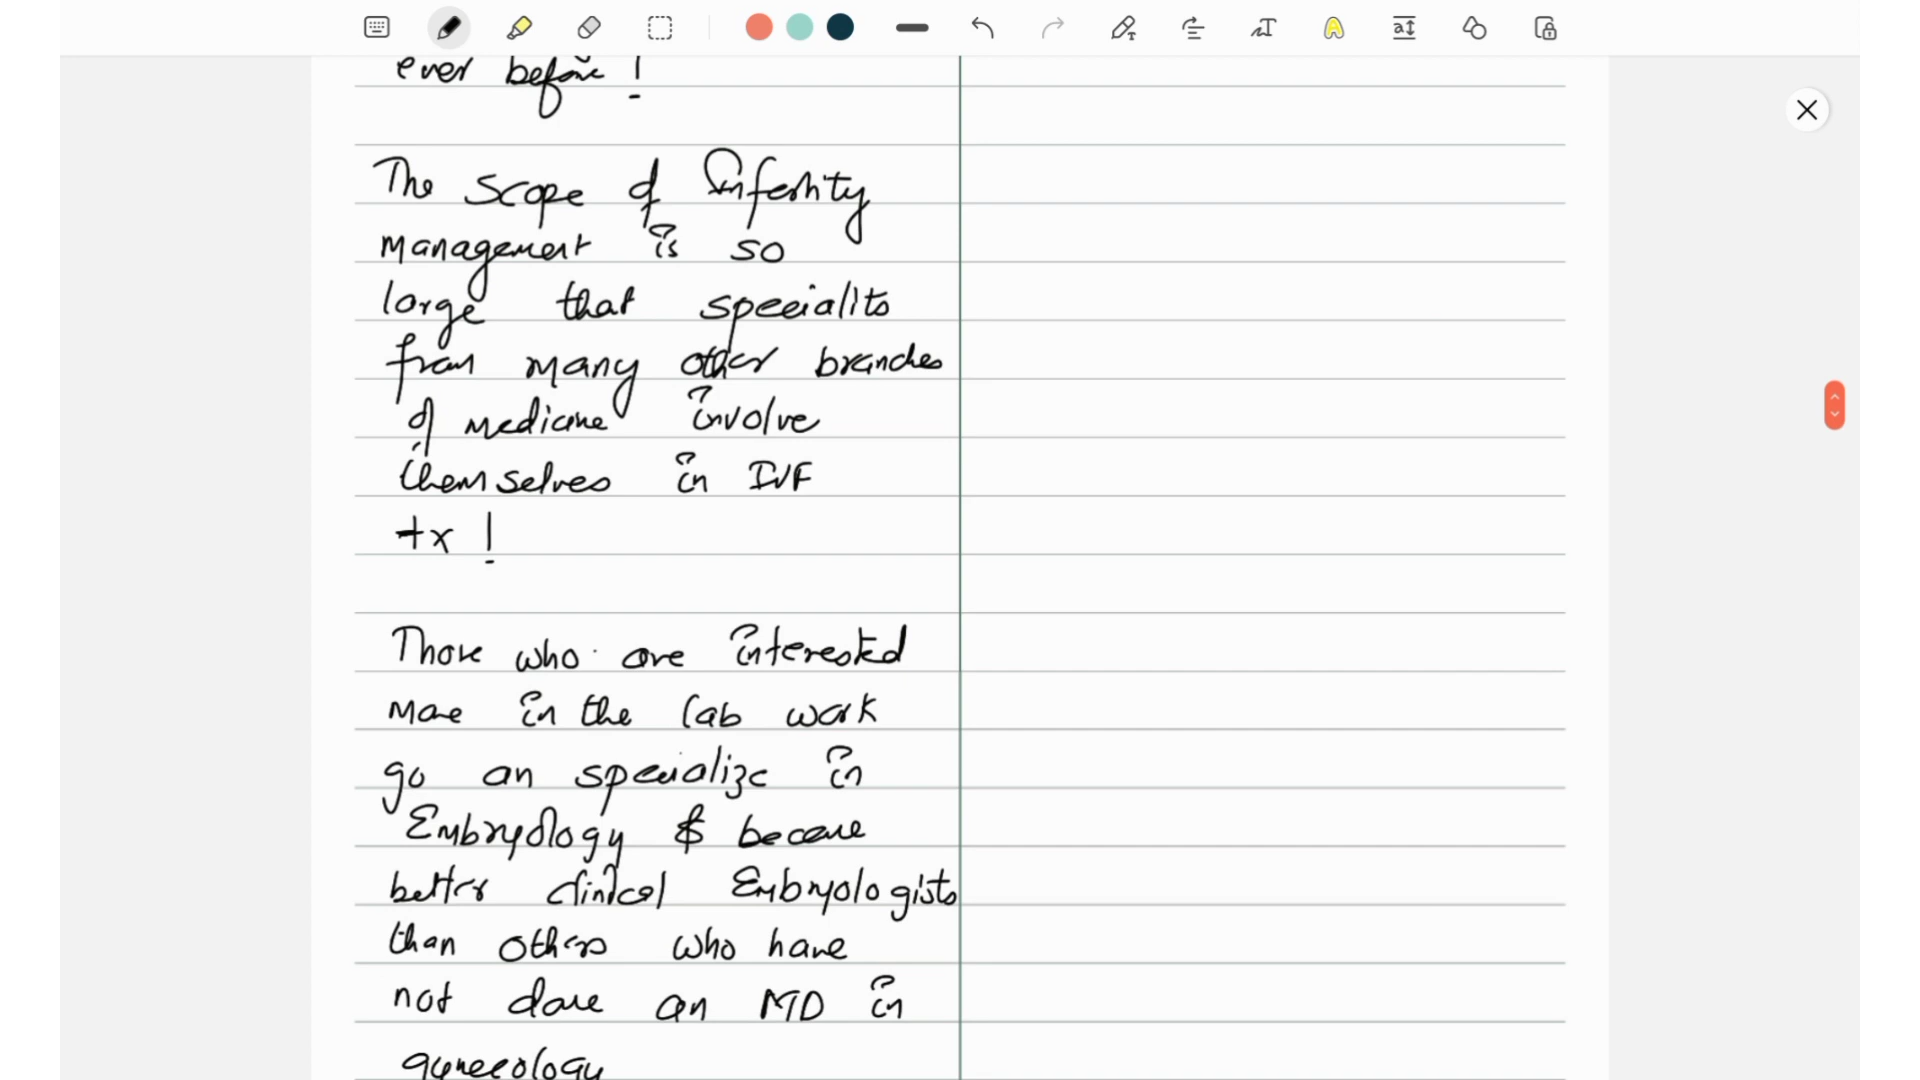 ever before !
The scope of Infertility
management is so
large that specialits
from many other branches
of medicine involve
themselves in IVF
tx !
Those who are interested
more in the lab work
go on specialize in
Embryology & become
better clinical Embryologists
than others who have
not done an MD in
gynecology